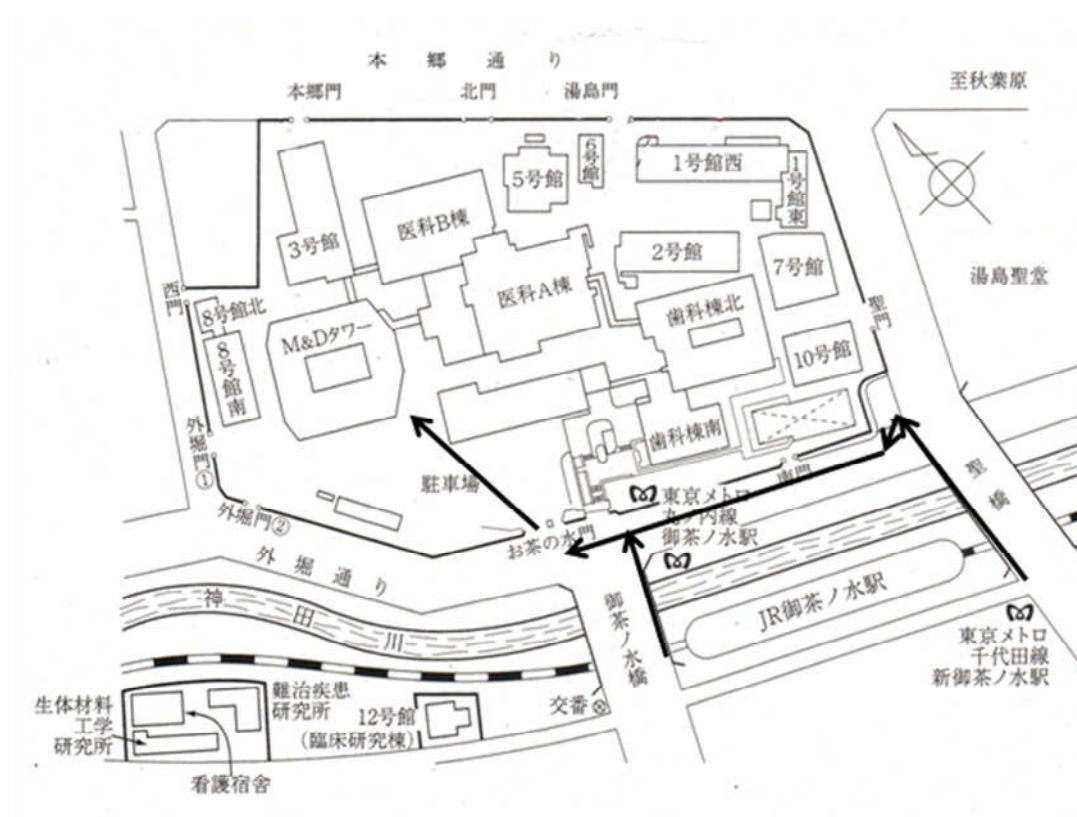 本郷通り
至秋葉原
本郷門
北門
湯島門
5号館
6号館
1号館西
1号館東
3号館
医科B棟
医科A棟
2号館
7号館
湯島聖堂
西門
8号館北
8号館南
M&Dタワー
歯科棟北
聖門
10号館
外堀門①
歯科棟南
駐車場
南門
聖橋
外堀門②
お茶の水門
東京メトロ
丸ノ内線
御茶ノ水駅
外堀通り
神田川
御茶ノ水橋
JR御茶ノ水駅
東京メトロ
千代田線
新御茶ノ水駅
生体材料
工学
研究所
難治疾患
研究所
12号館
(臨床研究棟)
交番
看護宿舎